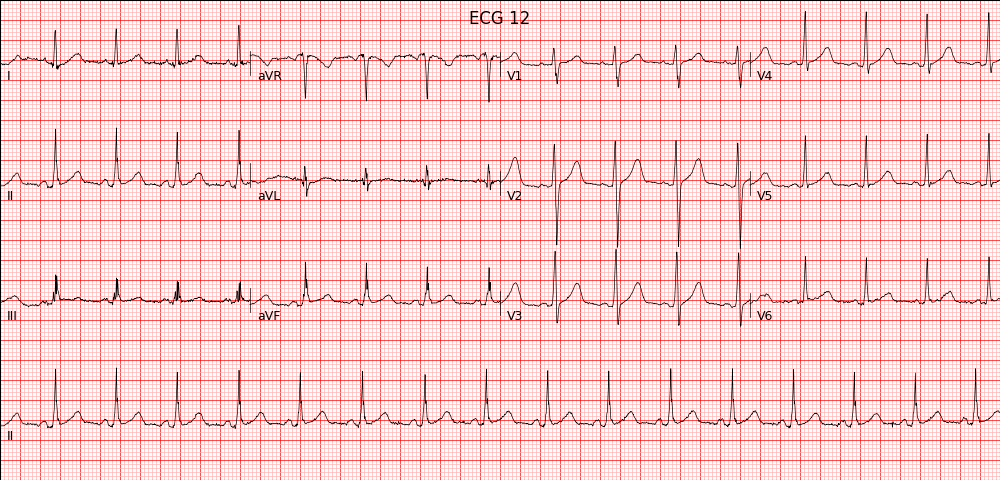 ECG 12
I aVR V1 V4
II aVL V2 V5
III aVF V3 V6
II